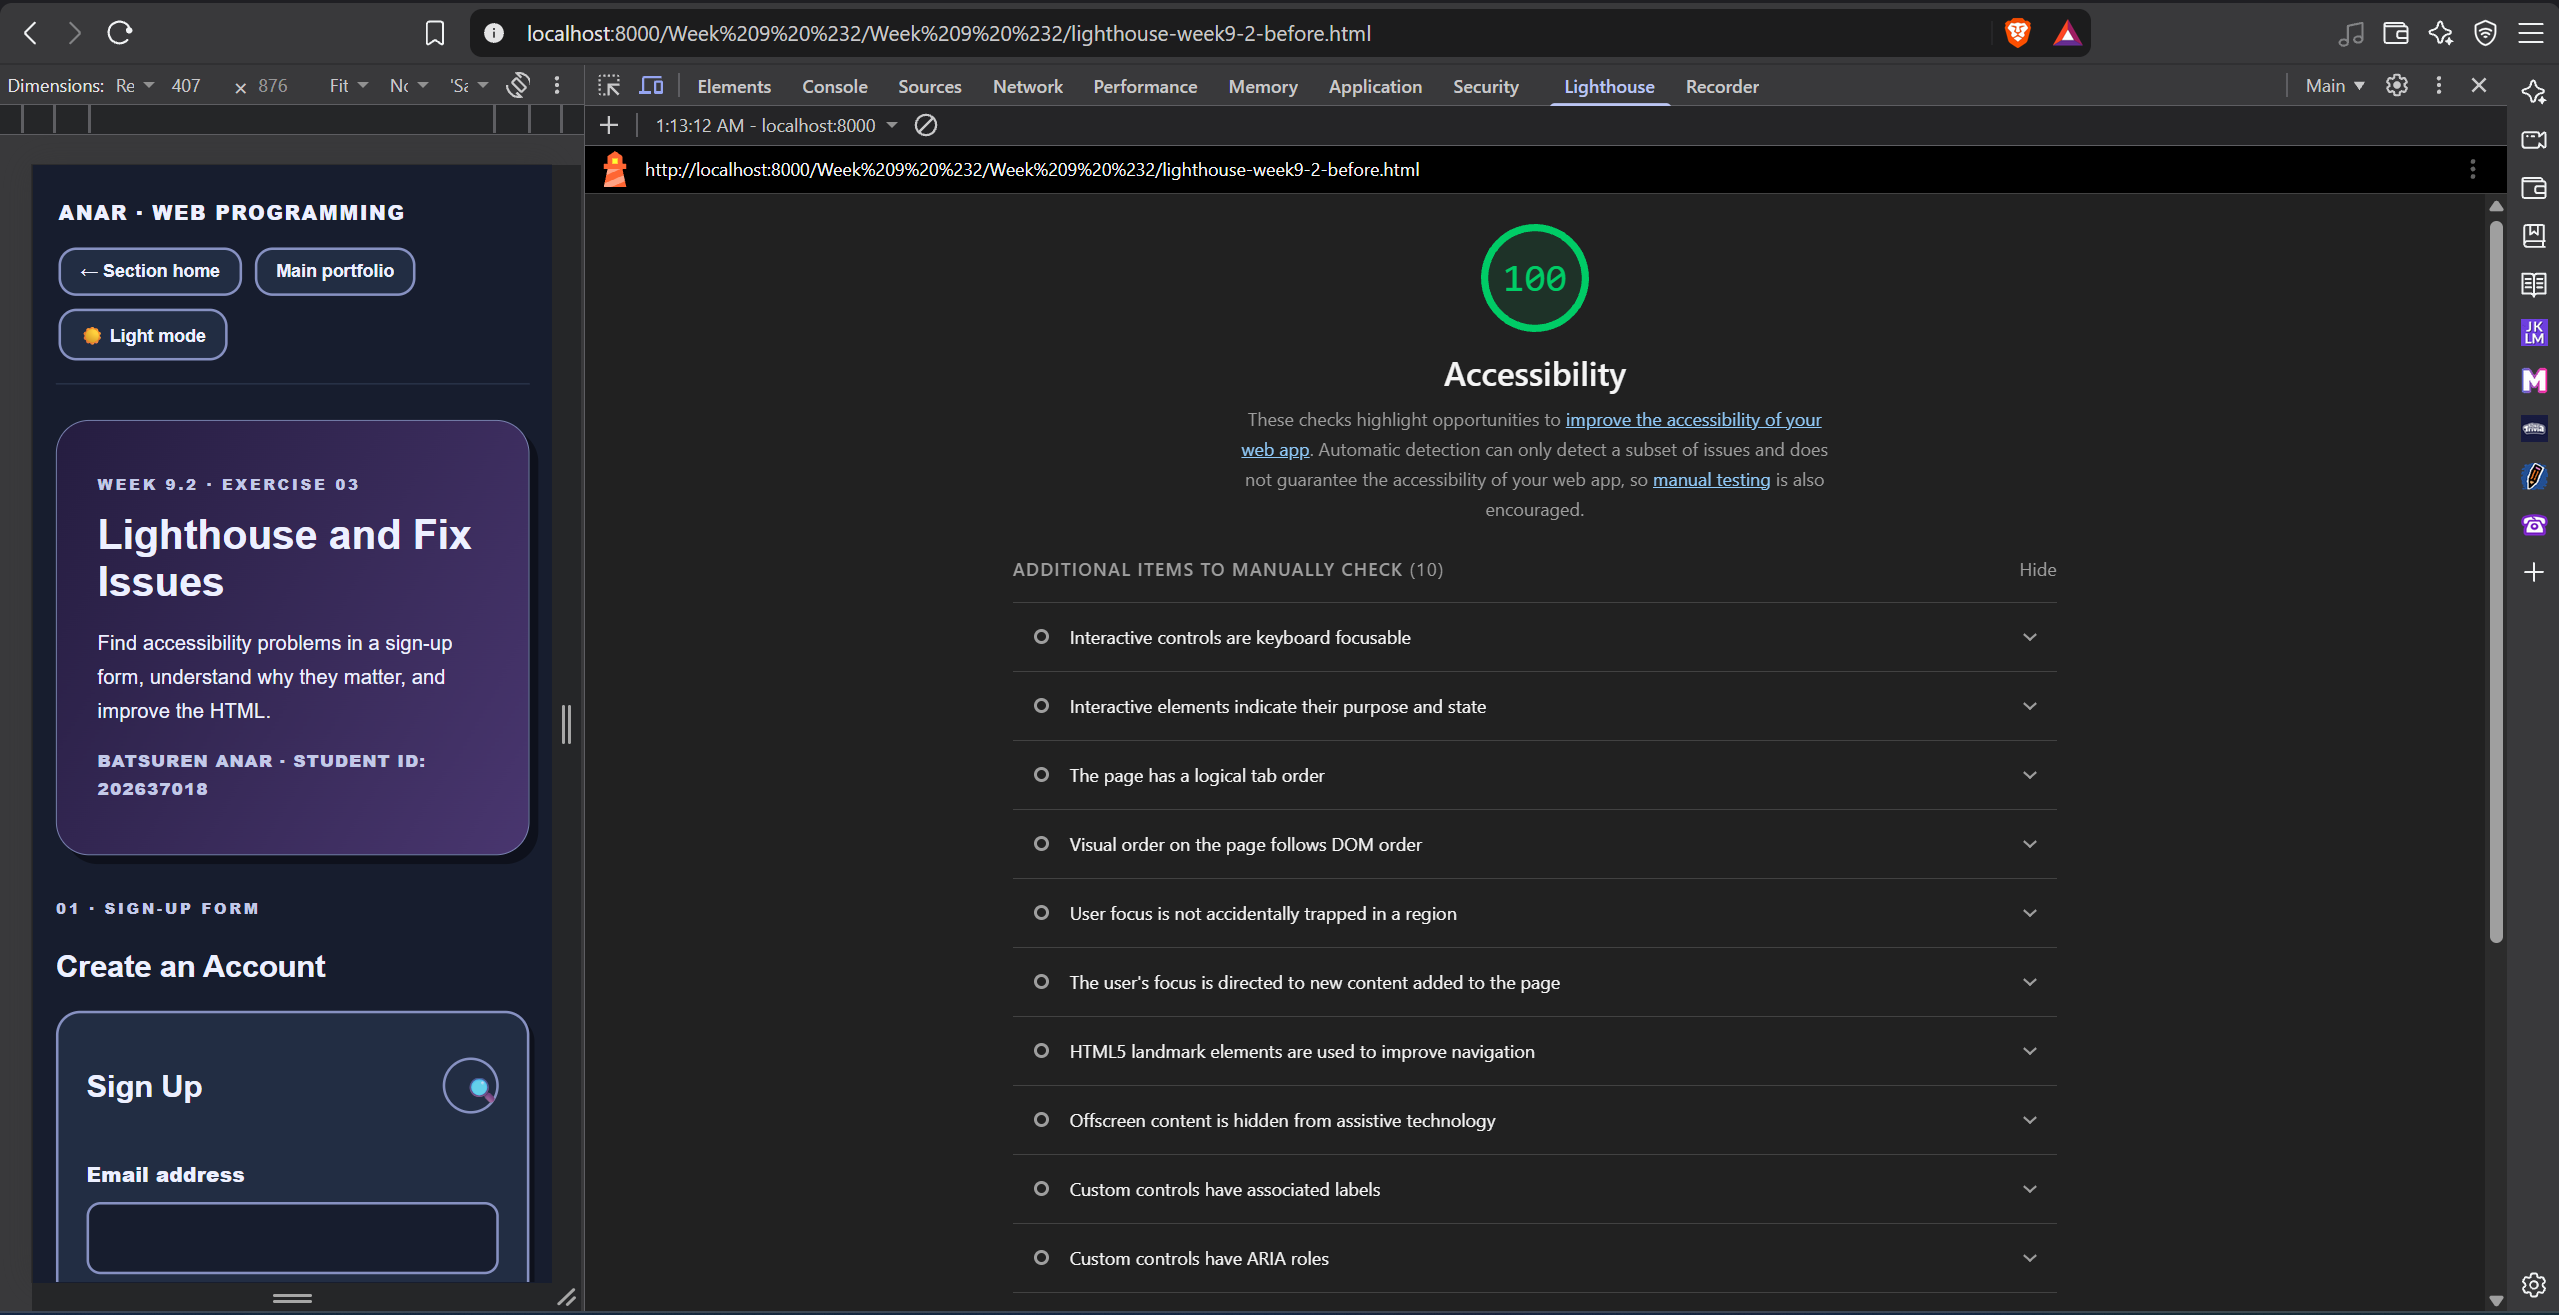 localhost:8000/Week%209%20%232/Week%209%20%232/lighthouse-week9-2-before.html
Dimensions: Re 407 × 876 Fit Nc 'Sa
Elements Console Sources Network Performance Memory Application Security Lighthouse Recorder Main
1:13:12 AM - localhost:8000
http://localhost:8000/Week%209%20%232/Week%209%20%232/lighthouse-week9-2-before.html
ANAR · WEB PROGRAMMING
← Section home
Main portfolio
Light mode
WEEK 9.2 · EXERCISE 03
Lighthouse and Fix
Issues
Find accessibility problems in a sign-up
form, understand why they matter, and
improve the HTML.
BATSUREN ANAR · STUDENT ID:
202637018
01 · SIGN-UP FORM
Create an Account
Sign Up
Email address
100
Accessibility
These checks highlight opportunities to improve the accessibility of your
web app. Automatic detection can only detect a subset of issues and does
not guarantee the accessibility of your web app, so manual testing is also
encouraged.
ADDITIONAL ITEMS TO MANUALLY CHECK (10) Hide
Interactive controls are keyboard focusable
Interactive elements indicate their purpose and state
The page has a logical tab order
Visual order on the page follows DOM order
User focus is not accidentally trapped in a region
The user's focus is directed to new content added to the page
HTML5 landmark elements are used to improve navigation
Offscreen content is hidden from assistive technology
Custom controls have associated labels
Custom controls have ARIA roles
JK
LM
M